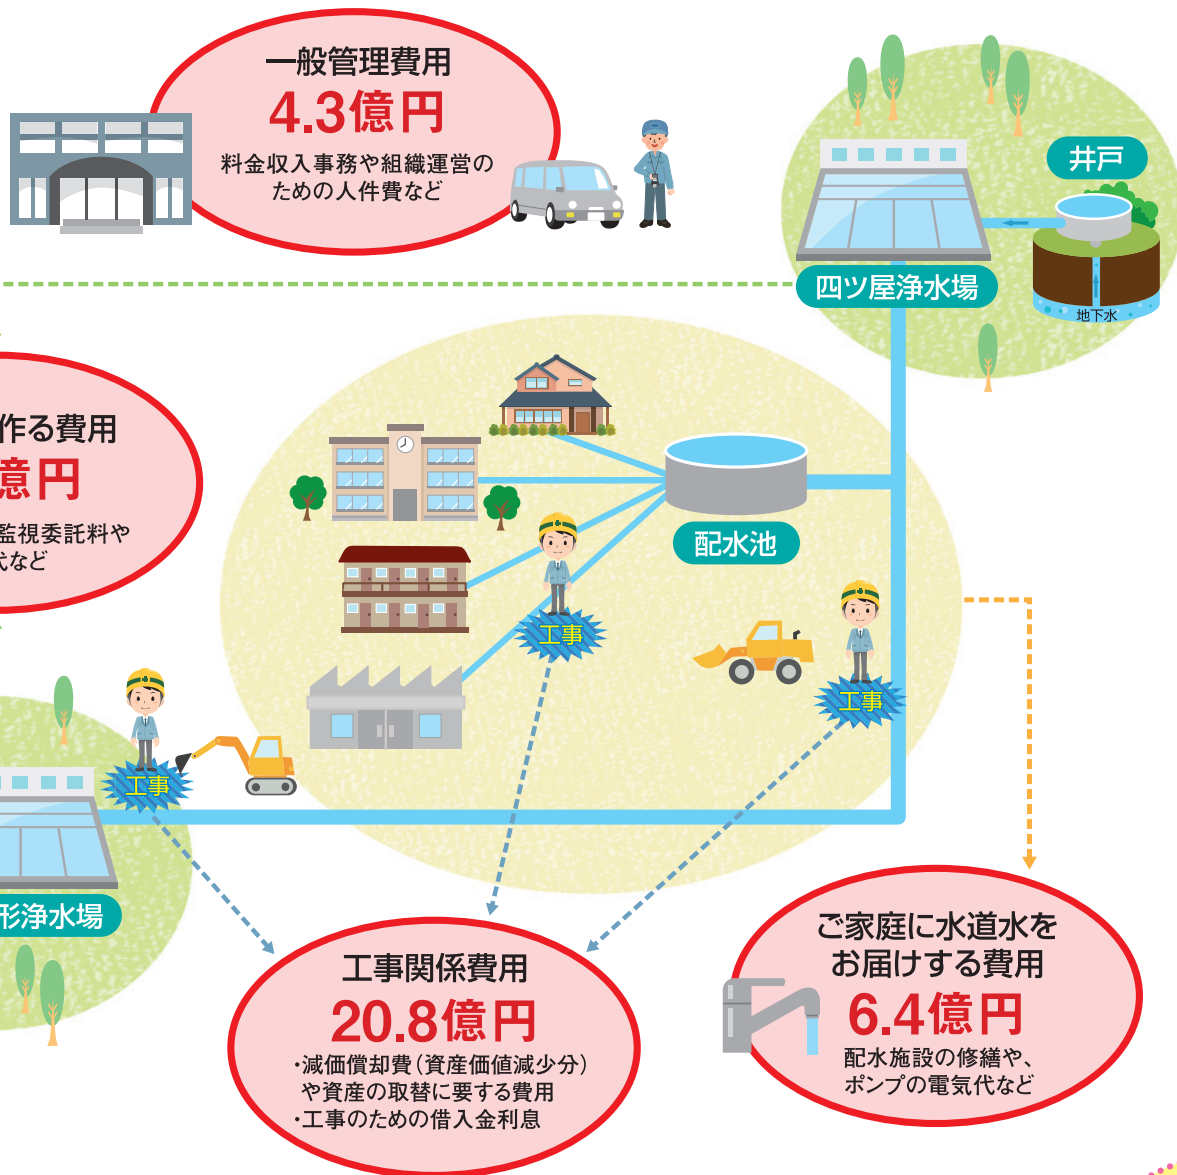 一般管理費用
4.3億円
料金収入事務や組織運営の
ための人件費など
井戸
四ツ屋浄水場
地下水
作る費用
億円
監視委託料や
代など
配水池
工事
工事
工事
形浄水場
工事関係費用
20.8億円
・減価償却費(資産価値減少分)
や資産の取替に要する費用
・工事のための借入金利息
ご家庭に水道水を
お届けする費用
6.4億円
配水施設の修繕や、
ポンプの電気代など